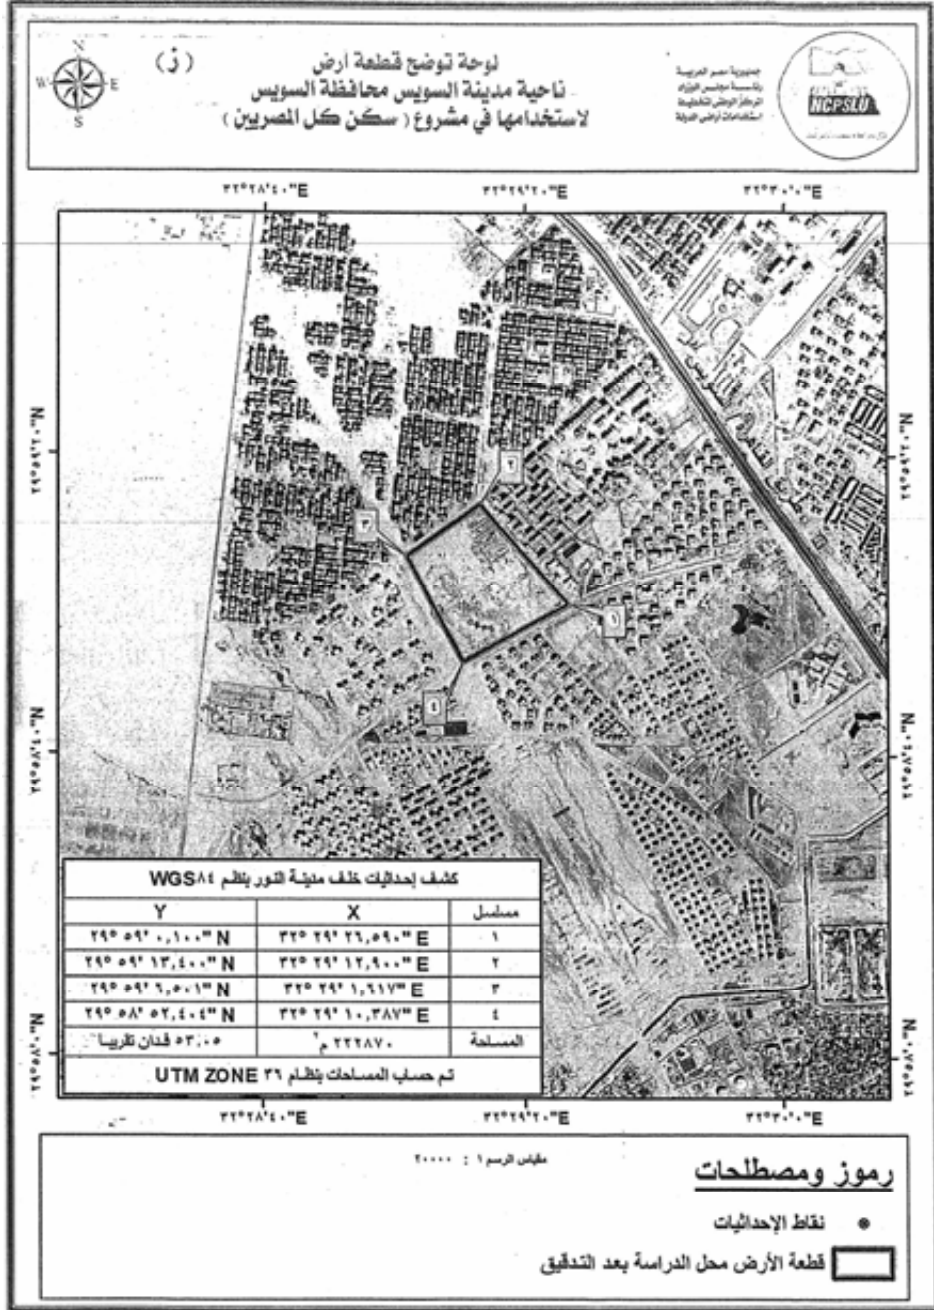 (ز)
لوحة توضح قطعة أرض
ناحية مدينة السويس محافظة السويس
لاستخدامها في مشروع ( سكن كل المصريين )
جمهورية مصر العربية
رئاسة مجلس الوزراء
المركز الوطني لتخطيط
استخدامات أراضي الدولة
NCPSLU
N
W E
S
٣٢°٢٨'٤٠"E ٣٢°٢٩'٢٠"E ٣٢°٣٠'٠"E
٢
٣
١
٤
كشف إحداثيات خلف مدينة النور بنظام WGS٨٤
مسلسل X Y
١ ٣٢° ٢٩' ٢٦,٥٩٠" E ٢٩° ٥٩' ٠,١٠٠" N
٢ ٣٢° ٢٩' ١٢,٩٠٠" E ٢٩° ٥٩' ١٣,٤٠٠" N
٣ ٣٢° ٢٩' ١,٦١٧" E ٢٩° ٥٩' ٦,٥٠١" N
٤ ٣٢° ٢٩' ١٠,٣٨٧" E ٢٩° ٥٨' ٥٢,٤٠٤" N
المساحة ٢٢٢٨٧٠ م٢ ٥٣,٠٥ فدان تقريبا
تم حساب المساحات بنظام UTM ZONE ٣٦
٣٢°٢٨'٤٠"E ٣٢°٢٩'٢٠"E ٣٢°٣٠'٠"E
مقياس الرسم ١ : ٢٠٠٠٠
رموز ومصطلحات
نقاط الإحداثيات
قطعة الأرض محل الدراسة بعد التدقيق